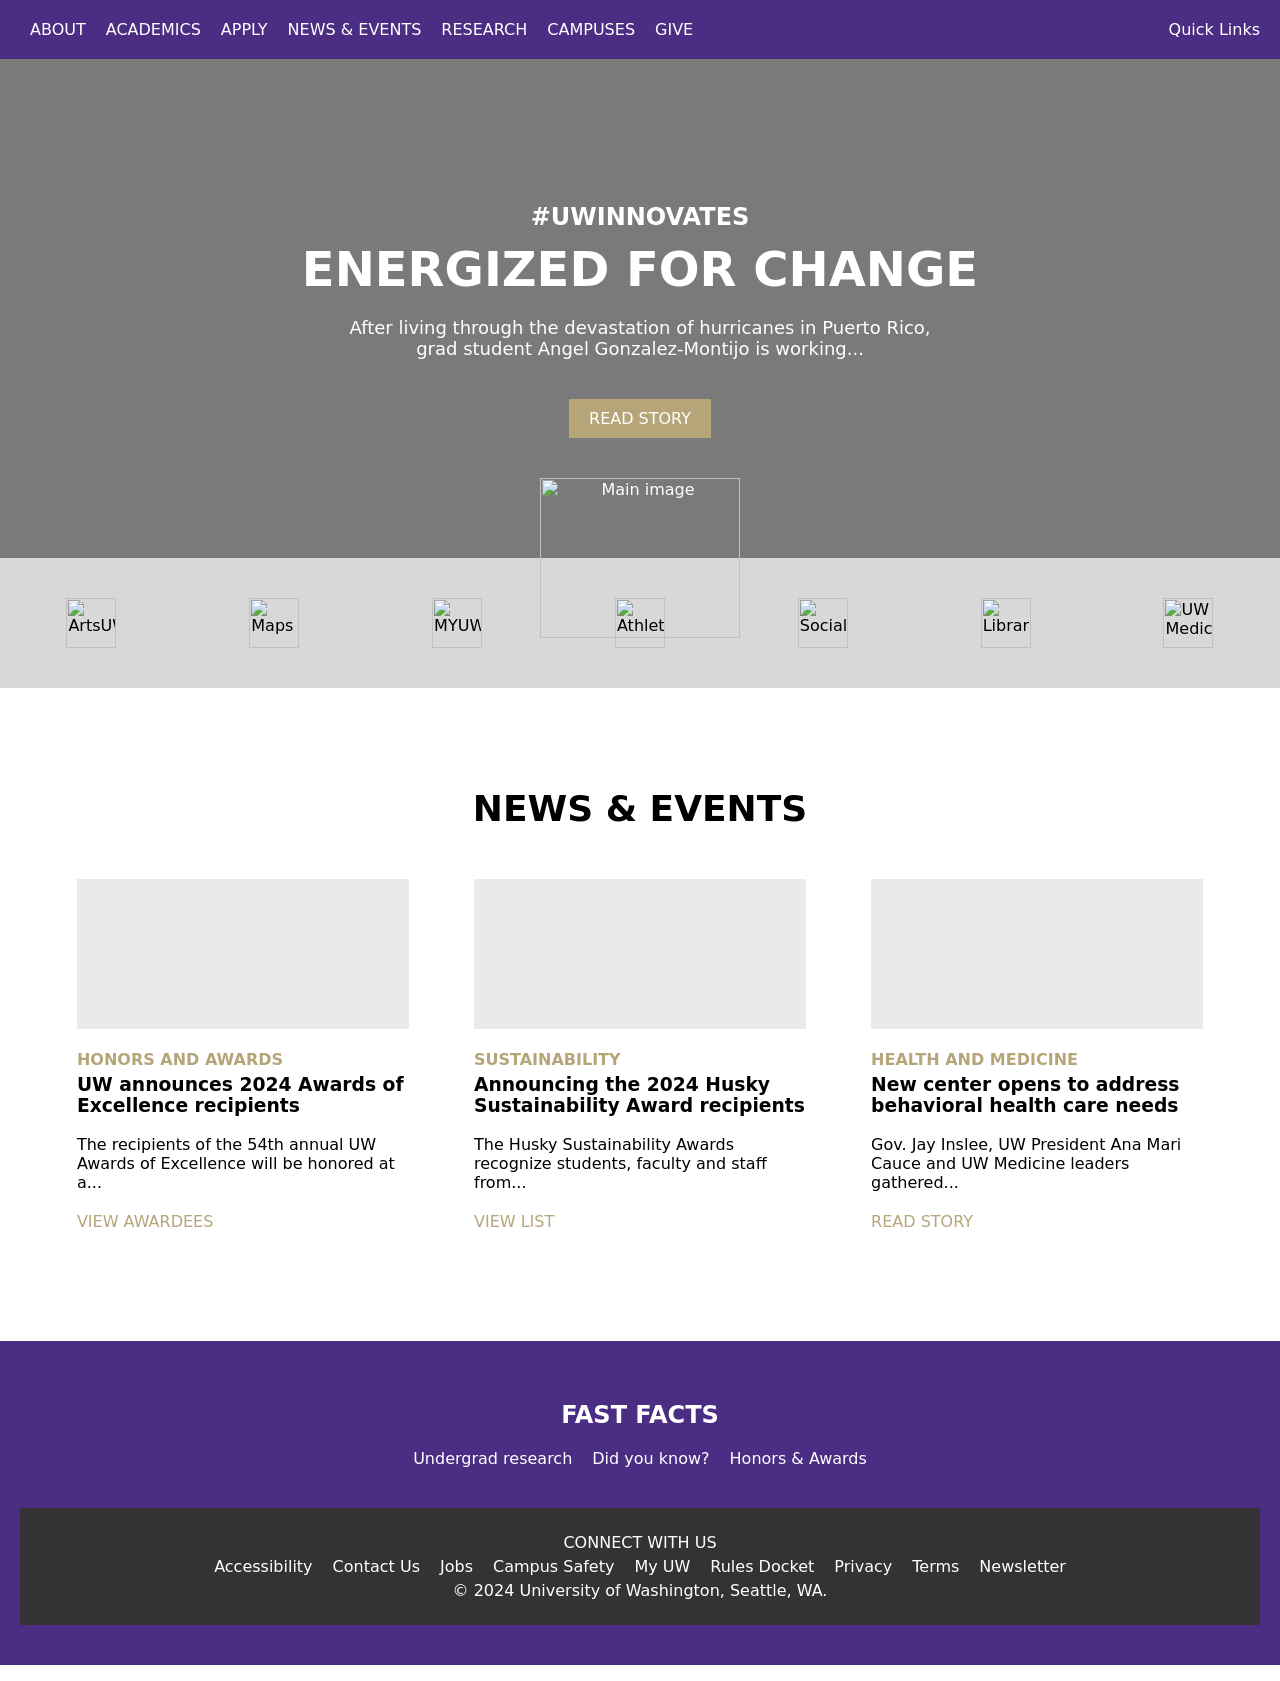 ABOUT ACADEMICS APPLY NEWS & EVENTS RESEARCH CAMPUSES GIVE Quick Links
#UWINNOVATES
ENERGIZED FOR CHANGE
After living through the devastation of hurricanes in Puerto Rico,
grad student Angel Gonzalez-Montijo is working...
READ STORY
Main image
ArtsUW Maps MYUW Athlet Social Librar UW
Medic
NEWS & EVENTS
HONORS AND AWARDS
UW announces 2024 Awards of
Excellence recipients
The recipients of the 54th annual UW
Awards of Excellence will be honored at
a...
VIEW AWARDEES
SUSTAINABILITY
Announcing the 2024 Husky
Sustainability Award recipients
The Husky Sustainability Awards
recognize students, faculty and staff
from...
VIEW LIST
HEALTH AND MEDICINE
New center opens to address
behavioral health care needs
Gov. Jay Inslee, UW President Ana Mari
Cauce and UW Medicine leaders
gathered...
READ STORY
FAST FACTS
Undergrad research Did you know? Honors & Awards
CONNECT WITH US
Accessibility Contact Us Jobs Campus Safety My UW Rules Docket Privacy Terms Newsletter
© 2024 University of Washington, Seattle, WA.